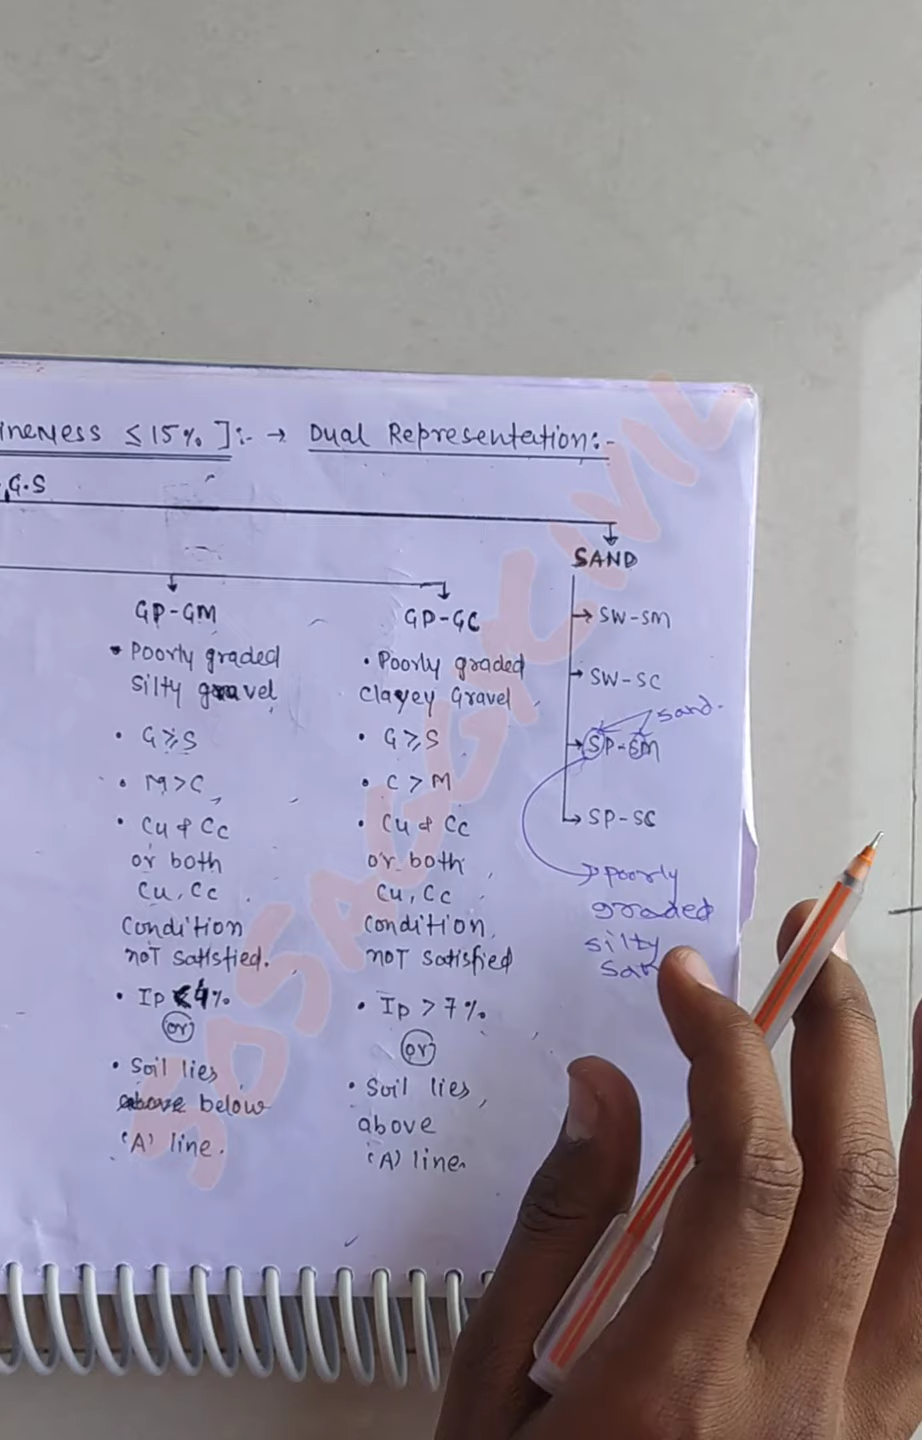 ineness ≤ 15% ]:- → Dual Representation:-
G.S
SAND
GP-GM
• Poorly graded
silty gravel
• G ≥ S
• M > C
• Cu & Cc
or both
Cu, Cc
Condition
not satisfied.
• Ip < 4%
(or)
• Soil lies
above below
'A' line.
GP-GC
• Poorly graded
clayey Gravel
• G ≥ S
• C > M
• Cu & Cc
or both
Cu, Cc
Condition
not satisfied
• Ip > 7%
(or)
• Soil lies
above
'A' line.
→ SW-SM
→ SW-SC
sand.
→ SP-SM
→ SP-SC
→ poorly
graded
silty
SOSAGGICIVIL